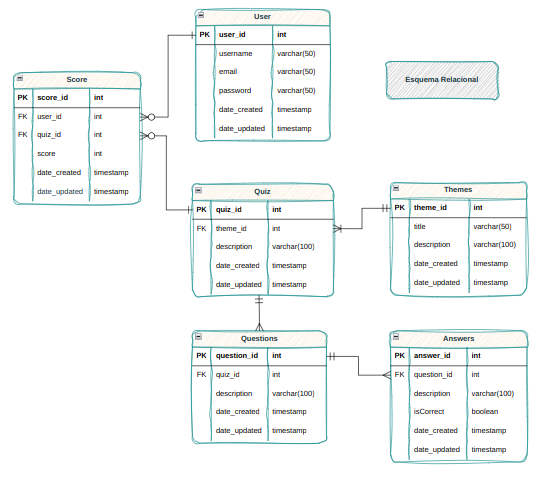 User
PK user_id int
username varchar(50)
email varchar(50)
password varchar(50)
date_created timestamp
date_updated timestamp
Esquema Relacional
Score
PK score_id int
FK user_id int
FK quiz_id int
score int
date_created timestamp
date_updated timestamp
Quiz
PK quiz_id int
FK theme_id int
description varchar(100)
date_created timestamp
date_updated timestamp
Themes
PK theme_id int
title varchar(50)
description varchar(100)
date_created timestamp
date_updated timestamp
Questions
PK question_id int
FK quiz_id int
description varchar(100)
date_created timestamp
date_updated timestamp
Answers
PK answer_id int
FK question_id int
description varchar(100)
isCorrect boolean
date_created timestamp
date_updated timestamp